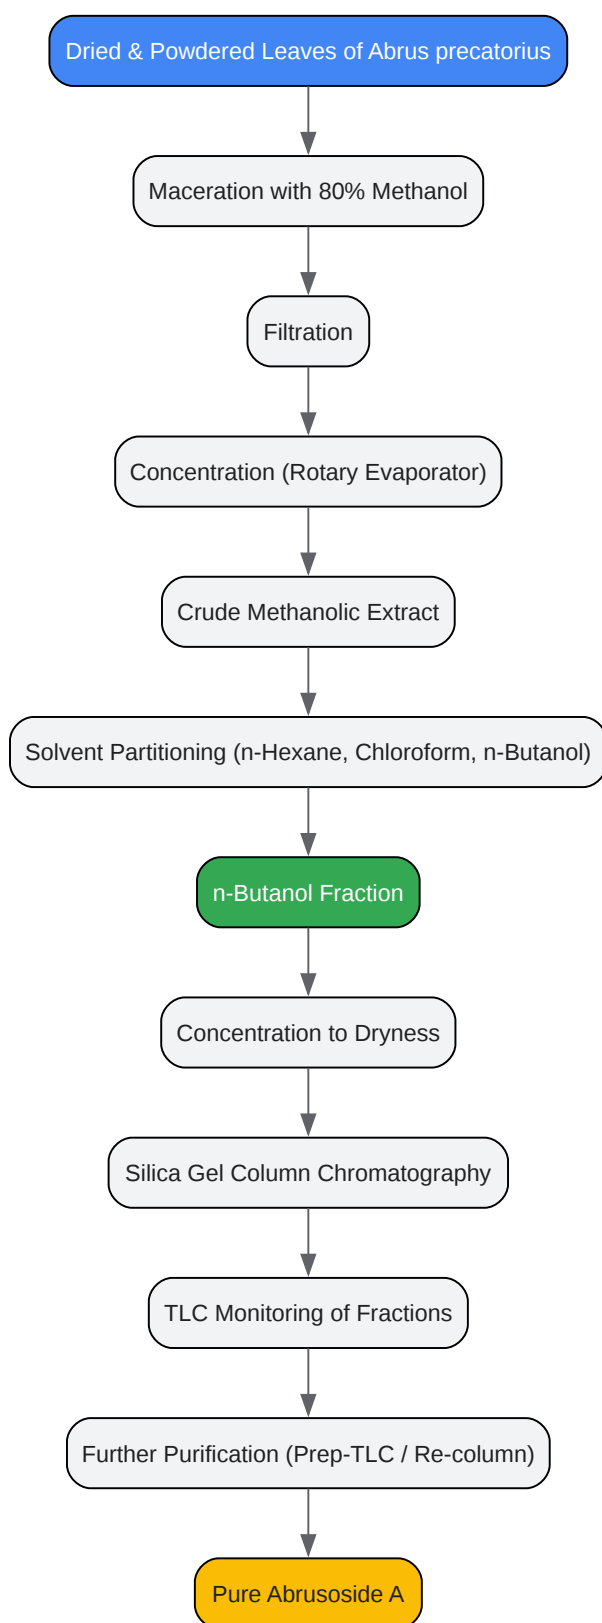 Dried & Powdered Leaves of Abrus precatorius
Maceration with 80% Methanol
Filtration
Concentration (Rotary Evaporator)
Crude Methanolic Extract
Solvent Partitioning (n-Hexane, Chloroform, n-Butanol)
n-Butanol Fraction
Concentration to Dryness
Silica Gel Column Chromatography
TLC Monitoring of Fractions
Further Purification (Prep-TLC / Re-column)
Pure Abrusoside A